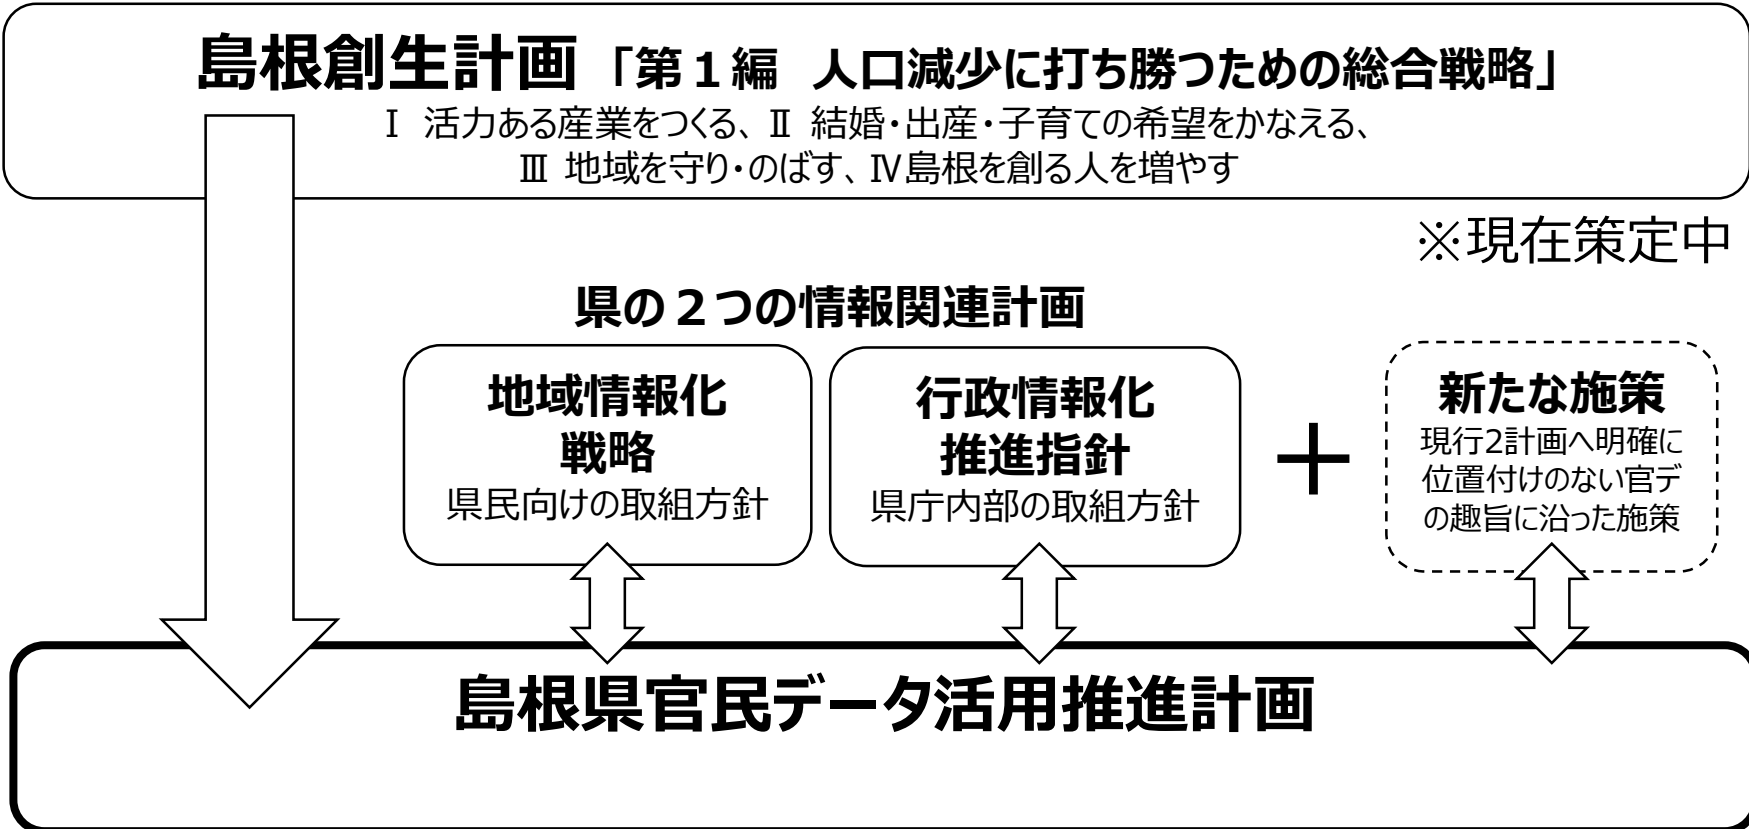 島根創生計画「第１編　人口減少に打ち勝つための総合戦略」
Ⅰ　活力ある産業をつくる、Ⅱ　結婚・出産・子育ての希望をかなえる、
Ⅲ　地域を守り・のばす、Ⅳ島根を創る人を増やす
※現在策定中
県の２つの情報関連計画
地域情報化
戦略
県民向けの取組方針
行政情報化
推進指針
県庁内部の取組方針
＋
新たな施策
現行2計画へ明確に
位置付けのない官デ
の趣旨に沿った施策
島根県官民データ活用推進計画